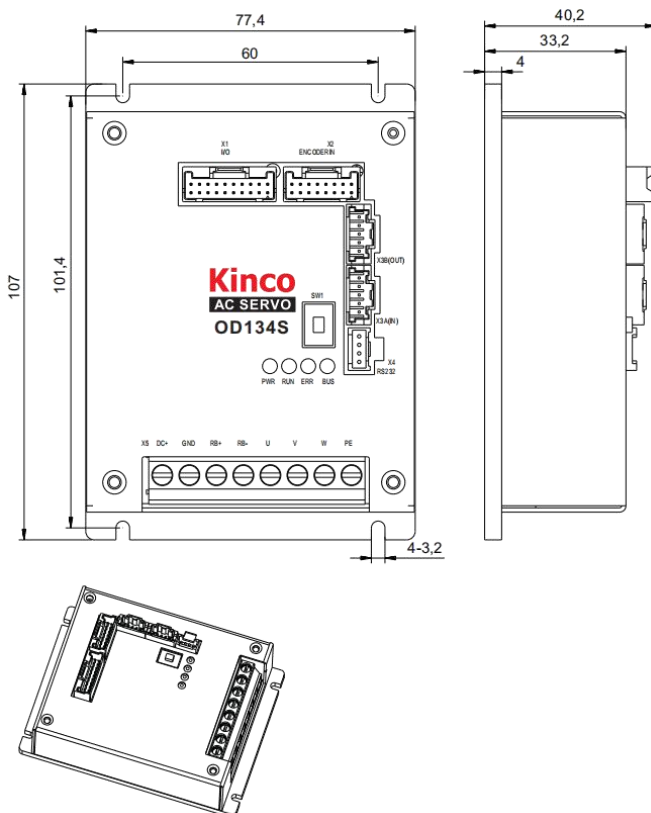 77,4
40,2
60
33,2
4
X1
I/O
X2
ENCODER IN
X3B(OUT)
107
101,4
Kinco
AC SERVO
OD134S
SW1
X3A(IN)
X4
RS232
PWR RUN ERR BUS
X5 DC+ GND RB+ RB- U V W PE
4-3,2